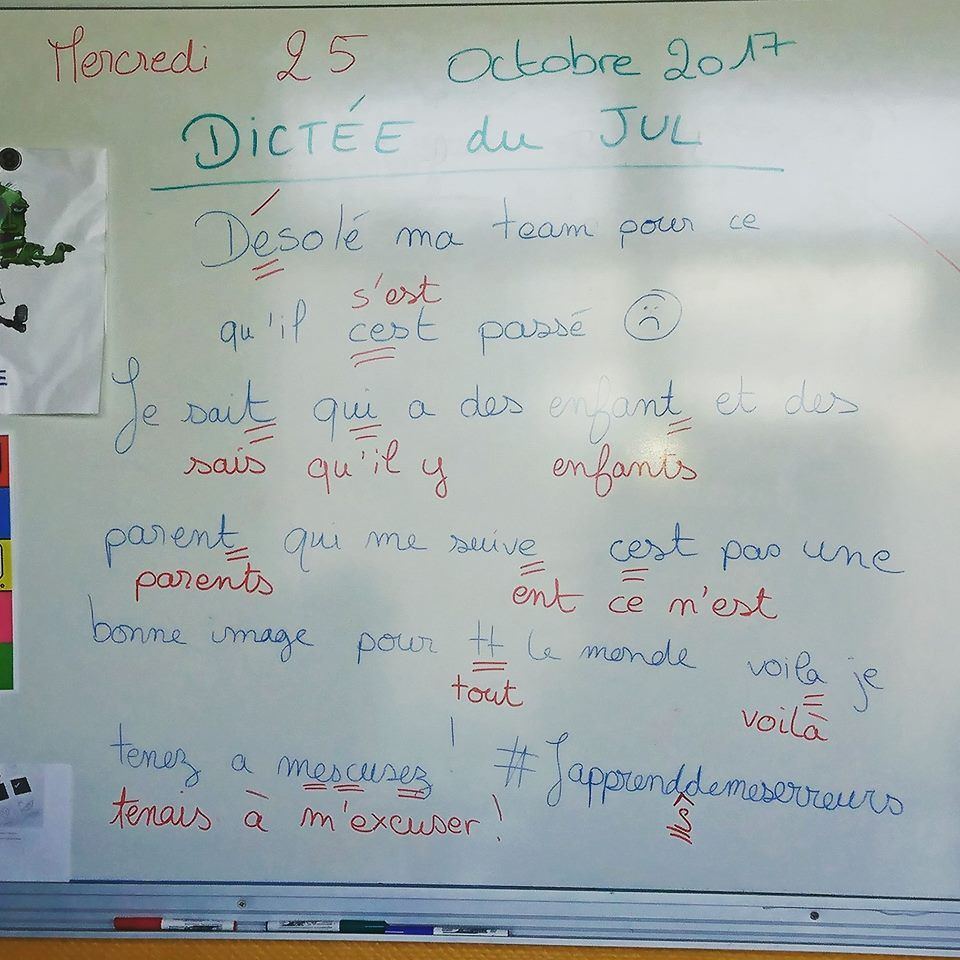 Mercredi 25 Octobre 2017
DICTÉE du JUL
Désolé ma team pour ce
s'est
qu'il cest passé
Je sait qui a des enfant et des
sais qu'il y enfants
parent qui me suive cest pas une
parents ent ce n'est
bonne image pour tt le monde voila je
tout voilà
tenez a mescusez ! #Japprenddemeserreurs
tenais à m'excuser ! s
E